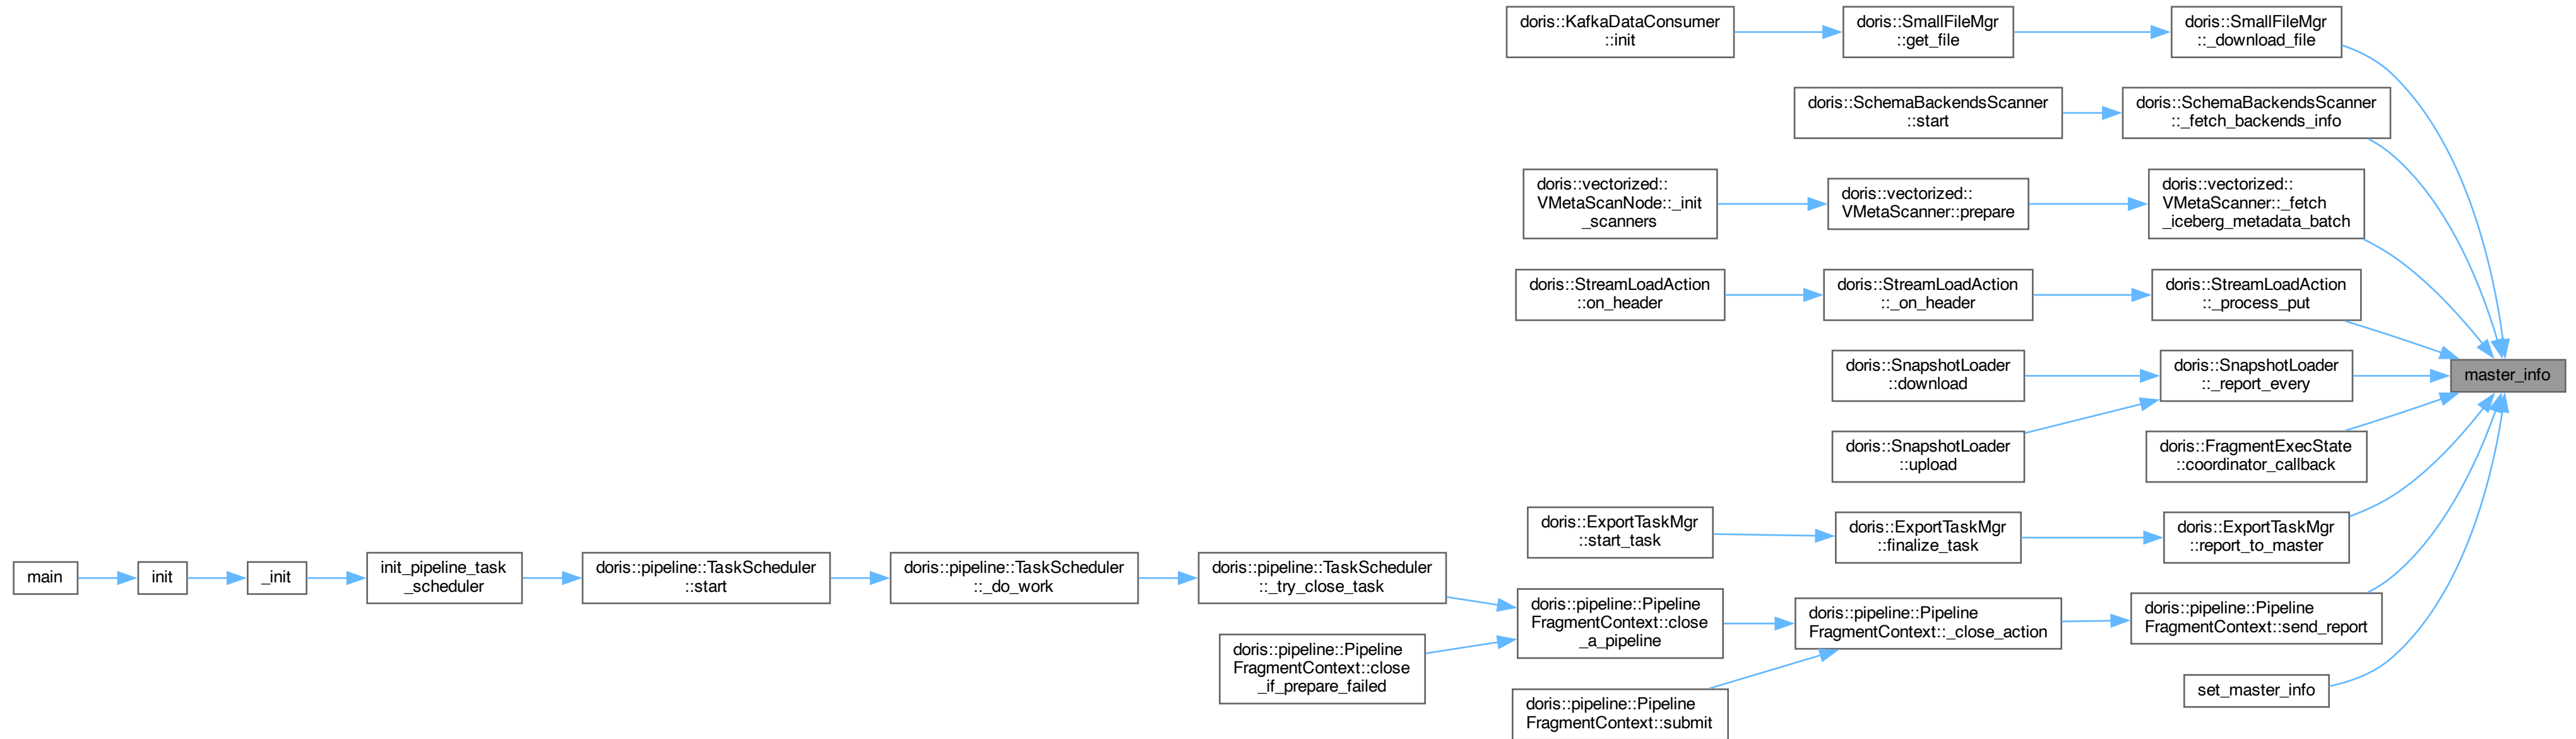 doris::KafkaDataConsumer
::init
doris::SmallFileMgr
::get_file
doris::SmallFileMgr
::_download_file
doris::SchemaBackendsScanner
::start
doris::SchemaBackendsScanner
::_fetch_backends_info
doris::vectorized::
VMetaScanNode::_init
_scanners
doris::vectorized::
VMetaScanner::prepare
doris::vectorized::
VMetaScanner::_fetch
_iceberg_metadata_batch
doris::StreamLoadAction
::on_header
doris::StreamLoadAction
::_on_header
doris::StreamLoadAction
::_process_put
doris::SnapshotLoader
::download
doris::SnapshotLoader
::_report_every
master_info
doris::SnapshotLoader
::upload
doris::FragmentExecState
::coordinator_callback
doris::ExportTaskMgr
::start_task
doris::ExportTaskMgr
::finalize_task
doris::ExportTaskMgr
::report_to_master
main
init
_init
init_pipeline_task
_scheduler
doris::pipeline::TaskScheduler
::start
doris::pipeline::TaskScheduler
::_do_work
doris::pipeline::TaskScheduler
::_try_close_task
doris::pipeline::Pipeline
FragmentContext::close
_a_pipeline
doris::pipeline::Pipeline
FragmentContext::_close_action
doris::pipeline::Pipeline
FragmentContext::send_report
doris::pipeline::Pipeline
FragmentContext::close
_if_prepare_failed
doris::pipeline::Pipeline
FragmentContext::submit
set_master_info